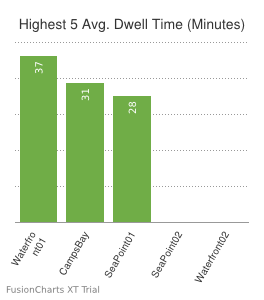 Highest 5 Avg. Dwell Time (Minutes)
37
31
28
Waterfro
nt01
CampsBay
SeaPoint01
SeaPoint02
Waterfront02
FusionCharts XT Trial